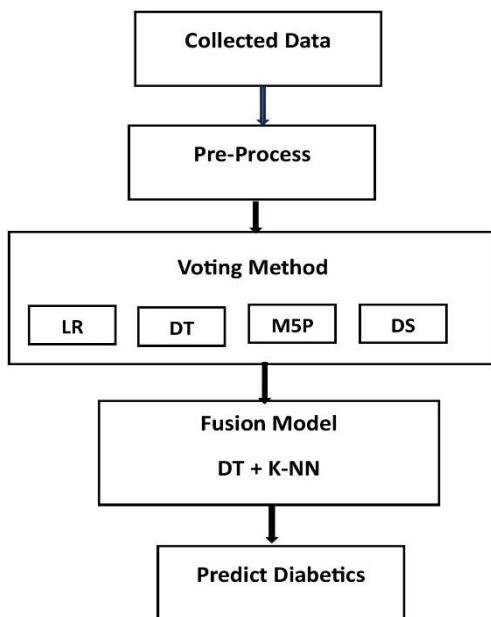 Collected Data
Pre-Process
Voting Method
LR DT M5P DS
Fusion Model
DT + K-NN
Predict Diabetics